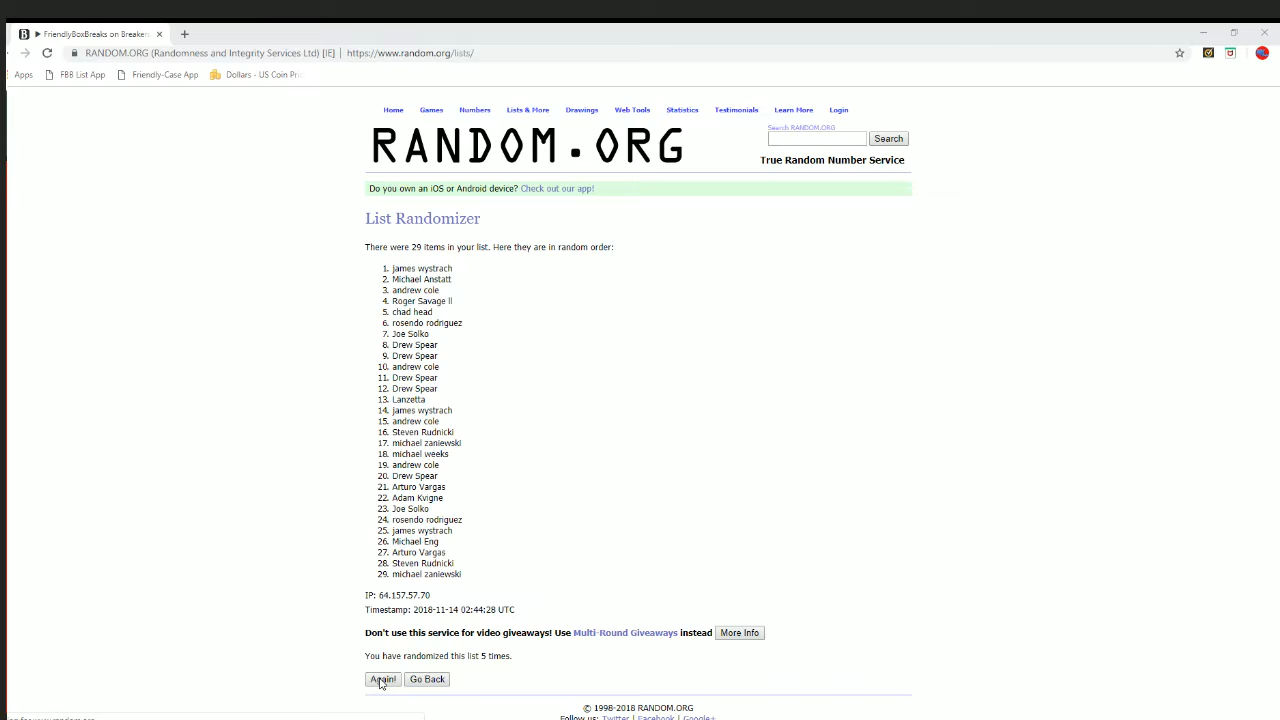 FriendlyBoxBreaks on Breakers
RANDOM.ORG (Randomness and Integrity Services Ltd) [IE] | https://www.random.org/lists/
Apps FBB List App Friendly-Case App Dollars - US Coin Pri
Home Games Numbers Lists & More Drawings Web Tools Statistics Testimonials Learn More Login
RANDOM.ORG
Search RANDOM.ORG
Search
True Random Number Service
Do you own an iOS or Android device? Check out our app!
List Randomizer
There were 29 items in your list. Here they are in random order:
1. james wystrach
2. Michael Anstatt
3. andrew cole
4. Roger Savage ll
5. chad head
6. rosendo rodriguez
7. Joe Solko
8. Drew Spear
9. Drew Spear
10. andrew cole
11. Drew Spear
12. Drew Spear
13. Lanzetta
14. james wystrach
15. andrew cole
16. Steven Rudnicki
17. michael zaniewski
18. michael weeks
19. andrew cole
20. Drew Spear
21. Arturo Vargas
22. Adam Kvigne
23. Joe Solko
24. rosendo rodriguez
25. james wystrach
26. Michael Eng
27. Arturo Vargas
28. Steven Rudnicki
29. michael zaniewski
IP: 64.157.57.70
Timestamp: 2018-11-14 02:44:28 UTC
Don't use this service for video giveaways! Use Multi-Round Giveaways instead More Info
You have randomized this list 5 times.
Again! Go Back
© 1998-2018 RANDOM.ORG
Follow us: Twitter | Facebook | Google+